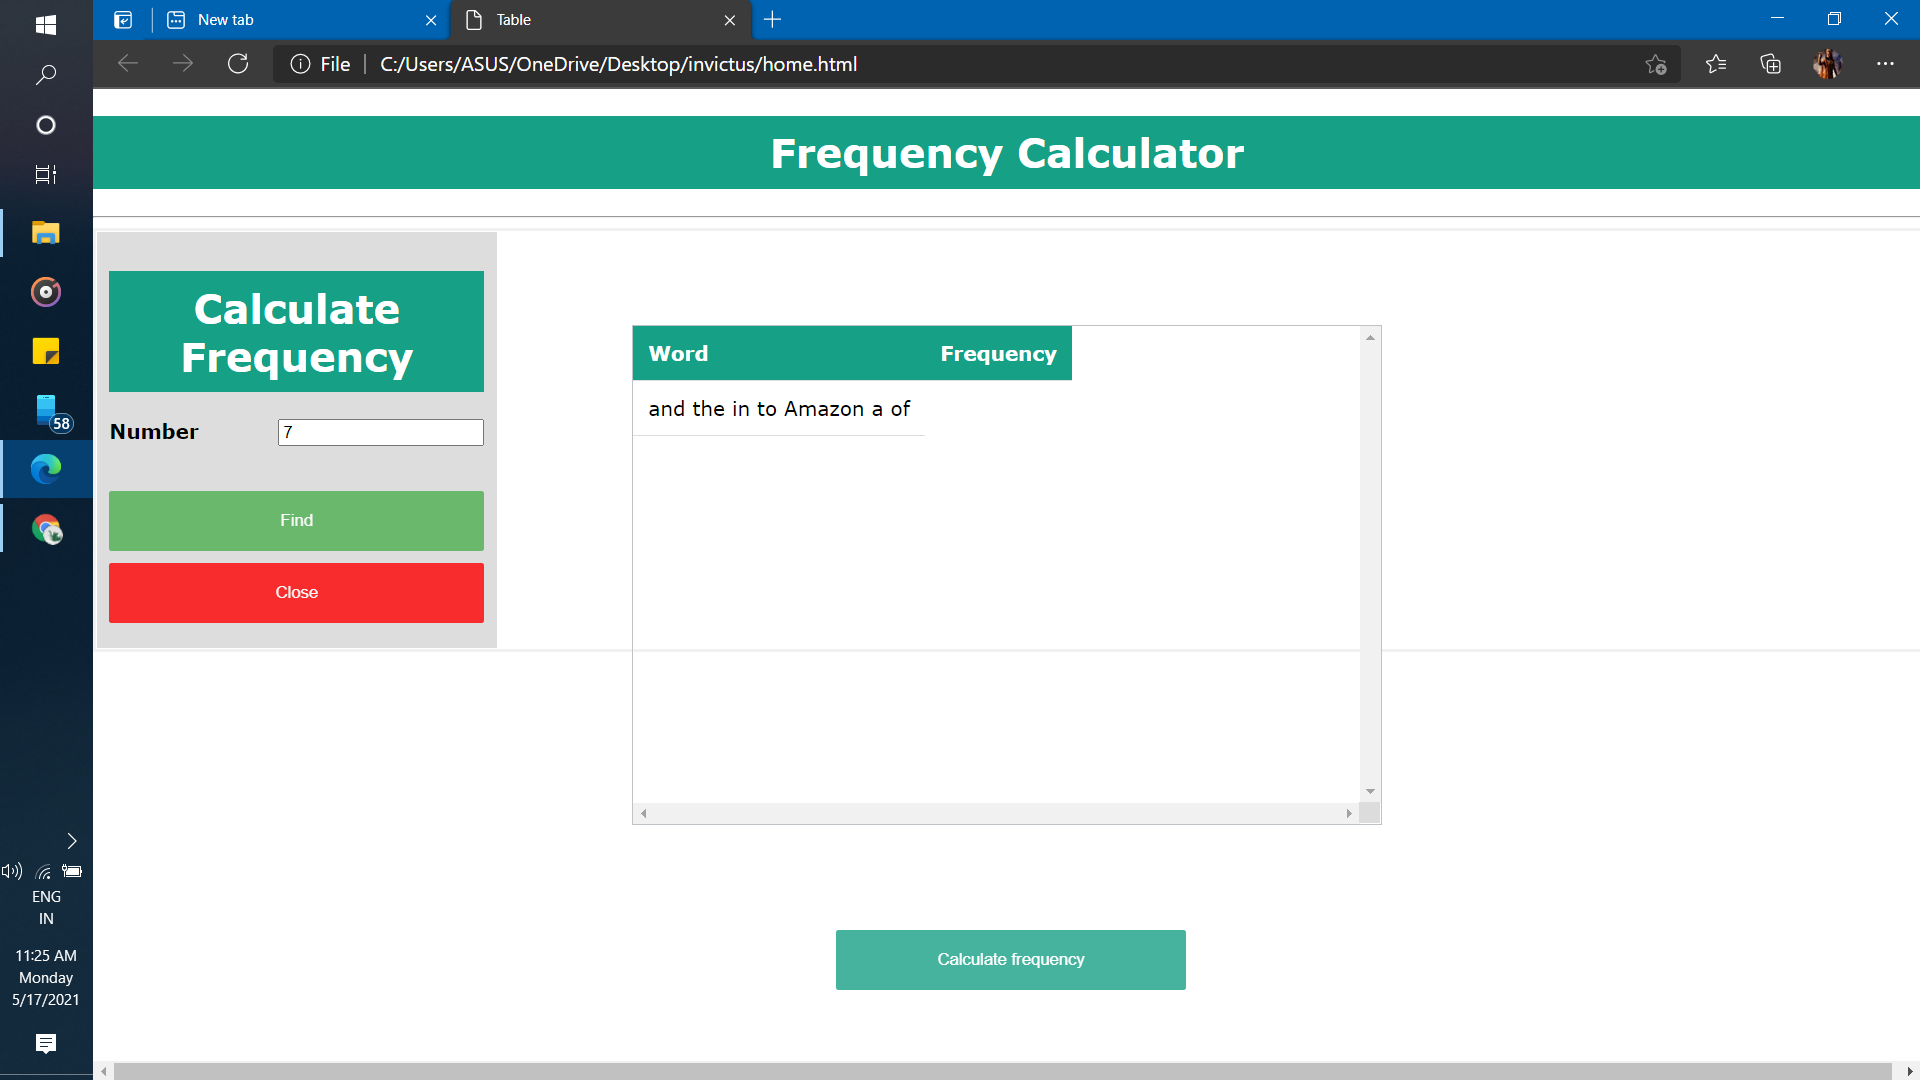 New tab
Table
File
C:/Users/ASUS/OneDrive/Desktop/invictus/home.html
Frequency Calculator
Calculate
Frequency
Number
7
Find
Close
Word Frequency
and the in to Amazon a of
Calculate frequency
58
ENG
IN
11:25 AM
Monday
5/17/2021